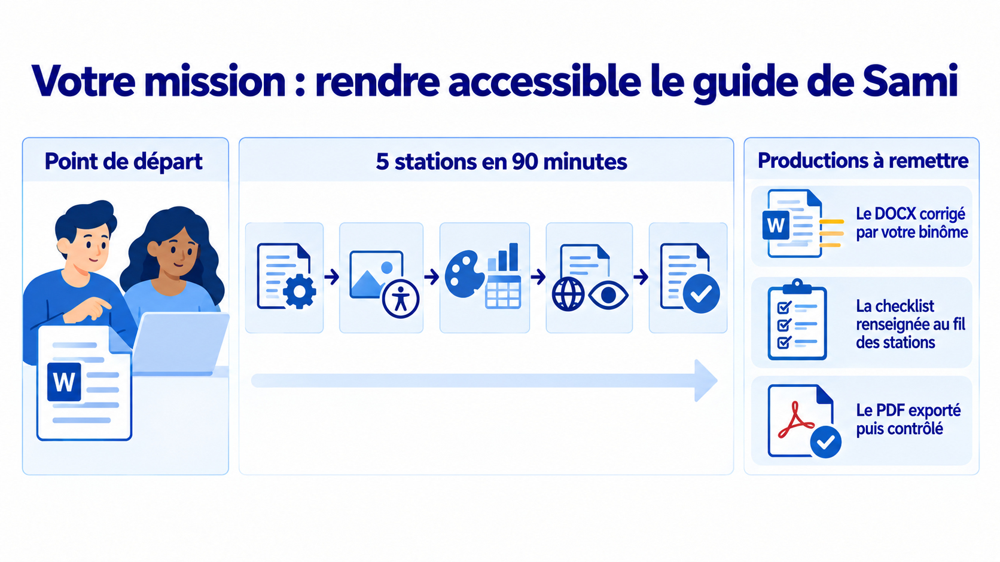 Votre mission : rendre accessible le guide de Sami
Point de départ
W
5 stations en 90 minutes
Productions à remettre
W
Le DOCX corrigé
par votre binôme
La checklist
renseignée au fil
des stations
Le PDF exporté
puis contrôlé